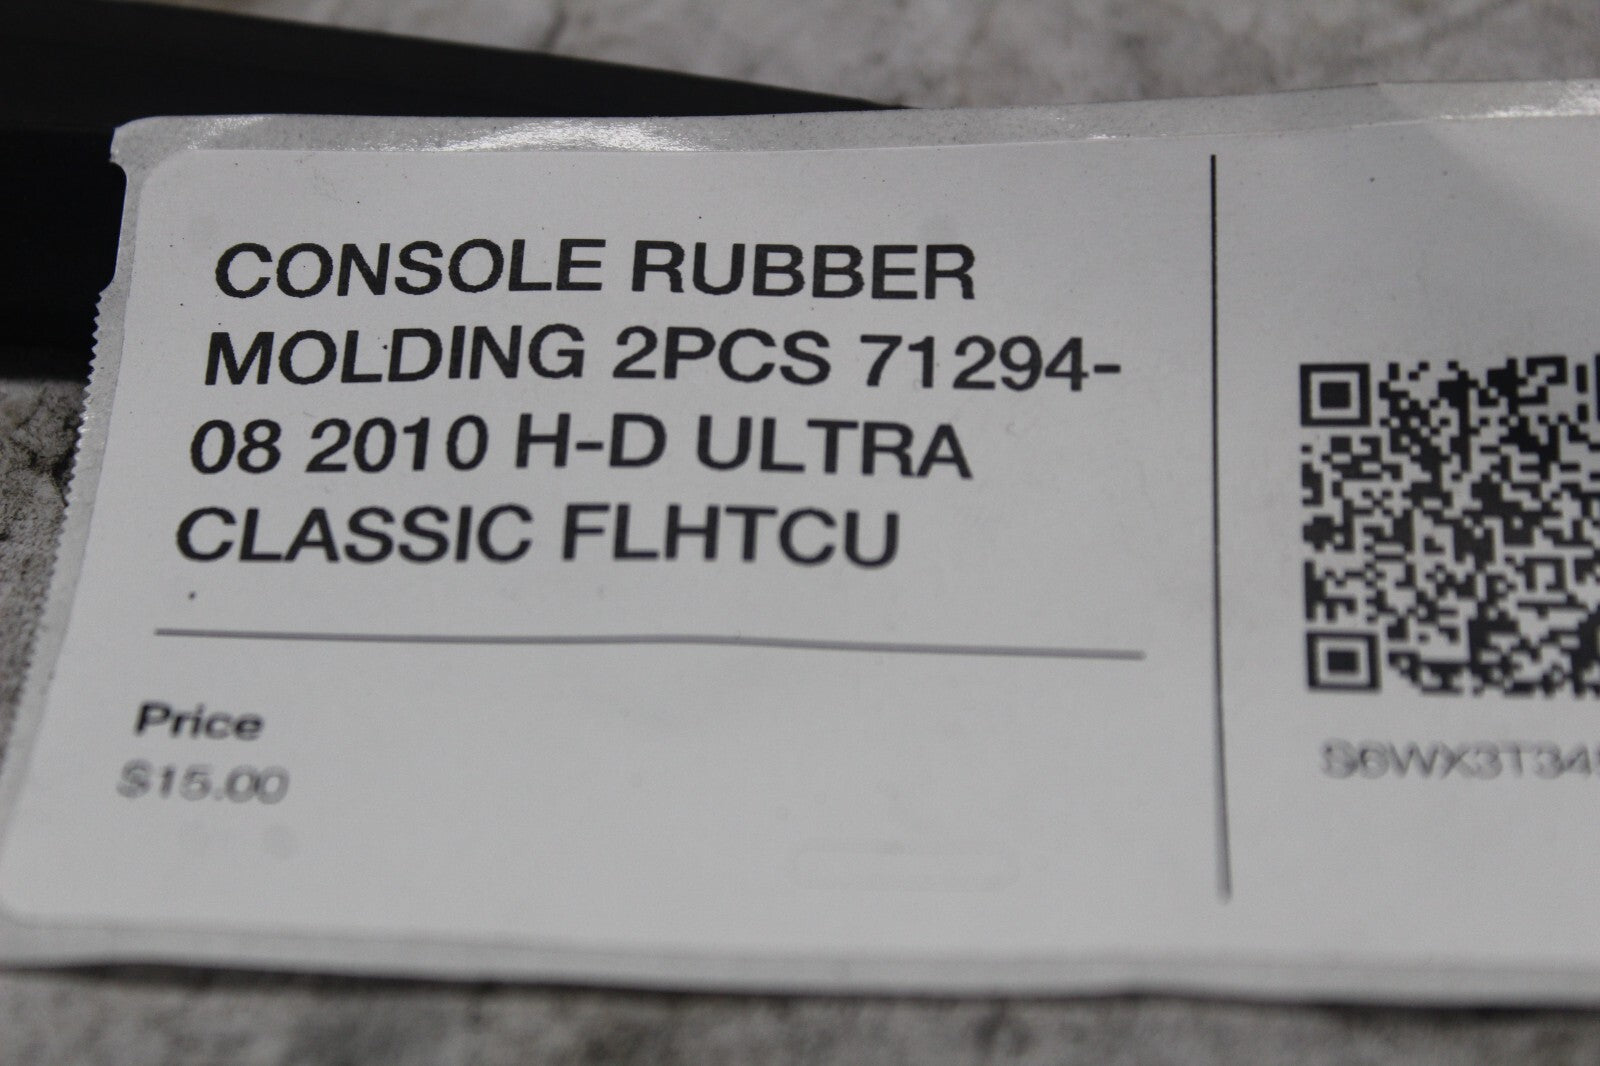 CONSOLE RUBBER
MOLDING 2PCS 71294-
08 2010 H-D ULTRA
CLASSIC FLHTCU
Price
$15.00